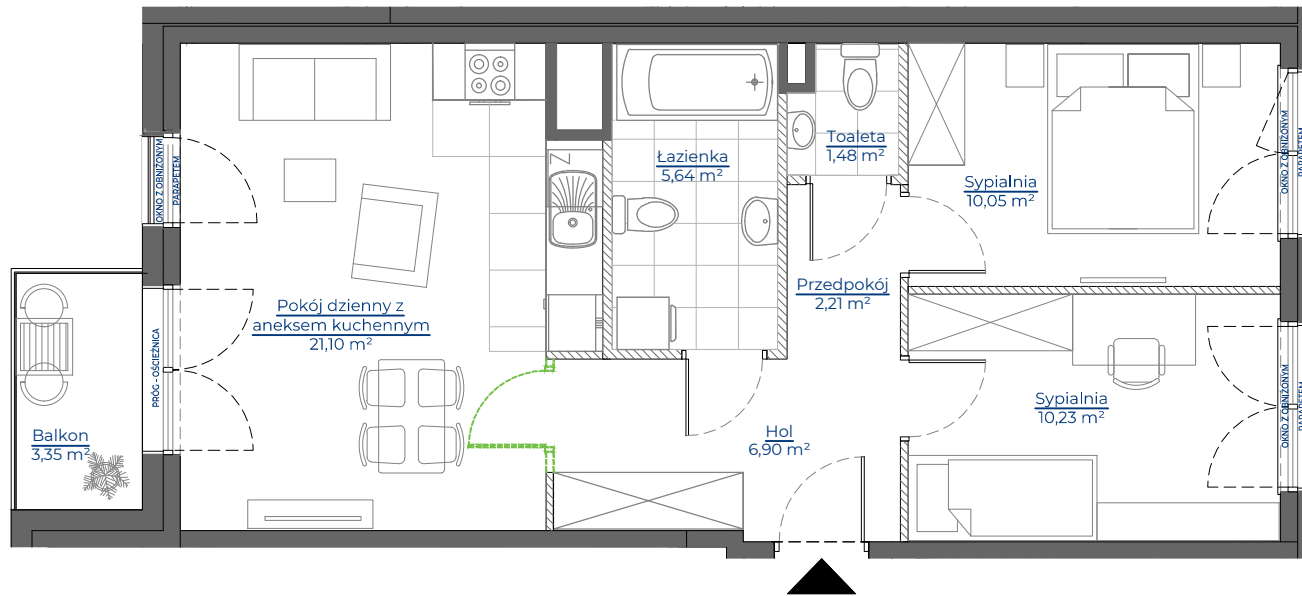 OKNO Z OBNIŻONYM
PARAPETEM
PRÓG - OŚCIEŻNICA
Balkon
3,35 m²
Pokój dzienny z
aneksem kuchennym
21,10 m²
Z
Łazienka
5,64 m²
Toaleta
1,48 m²
Przedpokój
2,21 m²
Hol
6,90 m²
Sypialnia
10,05 m²
OKNO Z OBNIŻONYM
PARAPETEM
Sypialnia
10,23 m²
OKNO Z OBNIŻONYM
PARAPETEM